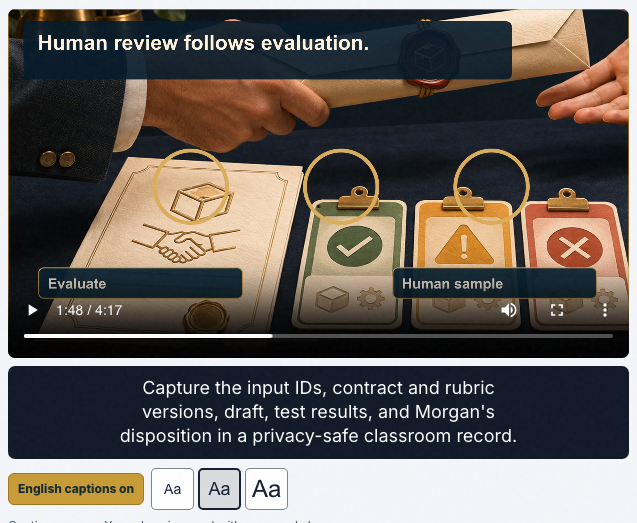 Human review follows evaluation.
Evaluate
Human sample
1:48 / 4:17
Capture the input IDs, contract and rubric
versions, draft, test results, and Morgan's
disposition in a privacy-safe classroom record.
English captions on
Aa
Aa
Aa